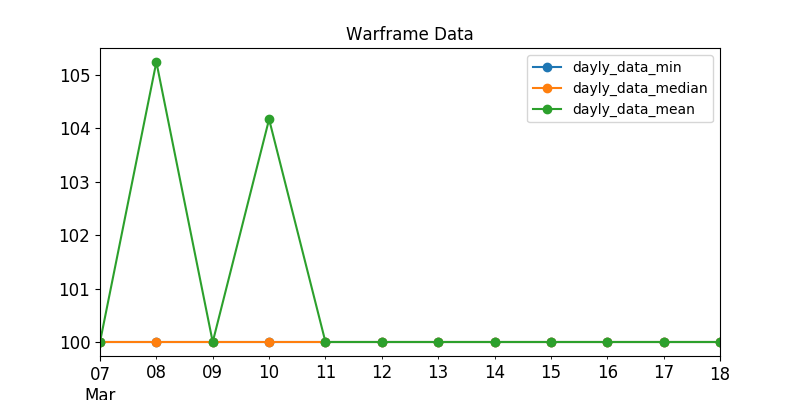 Warframe Data
dayly_data_min
dayly_data_median
dayly_data_mean
105
104
103
102
101
100
07 08 09 10 11 12 13 14 15 16 17 18
Mar